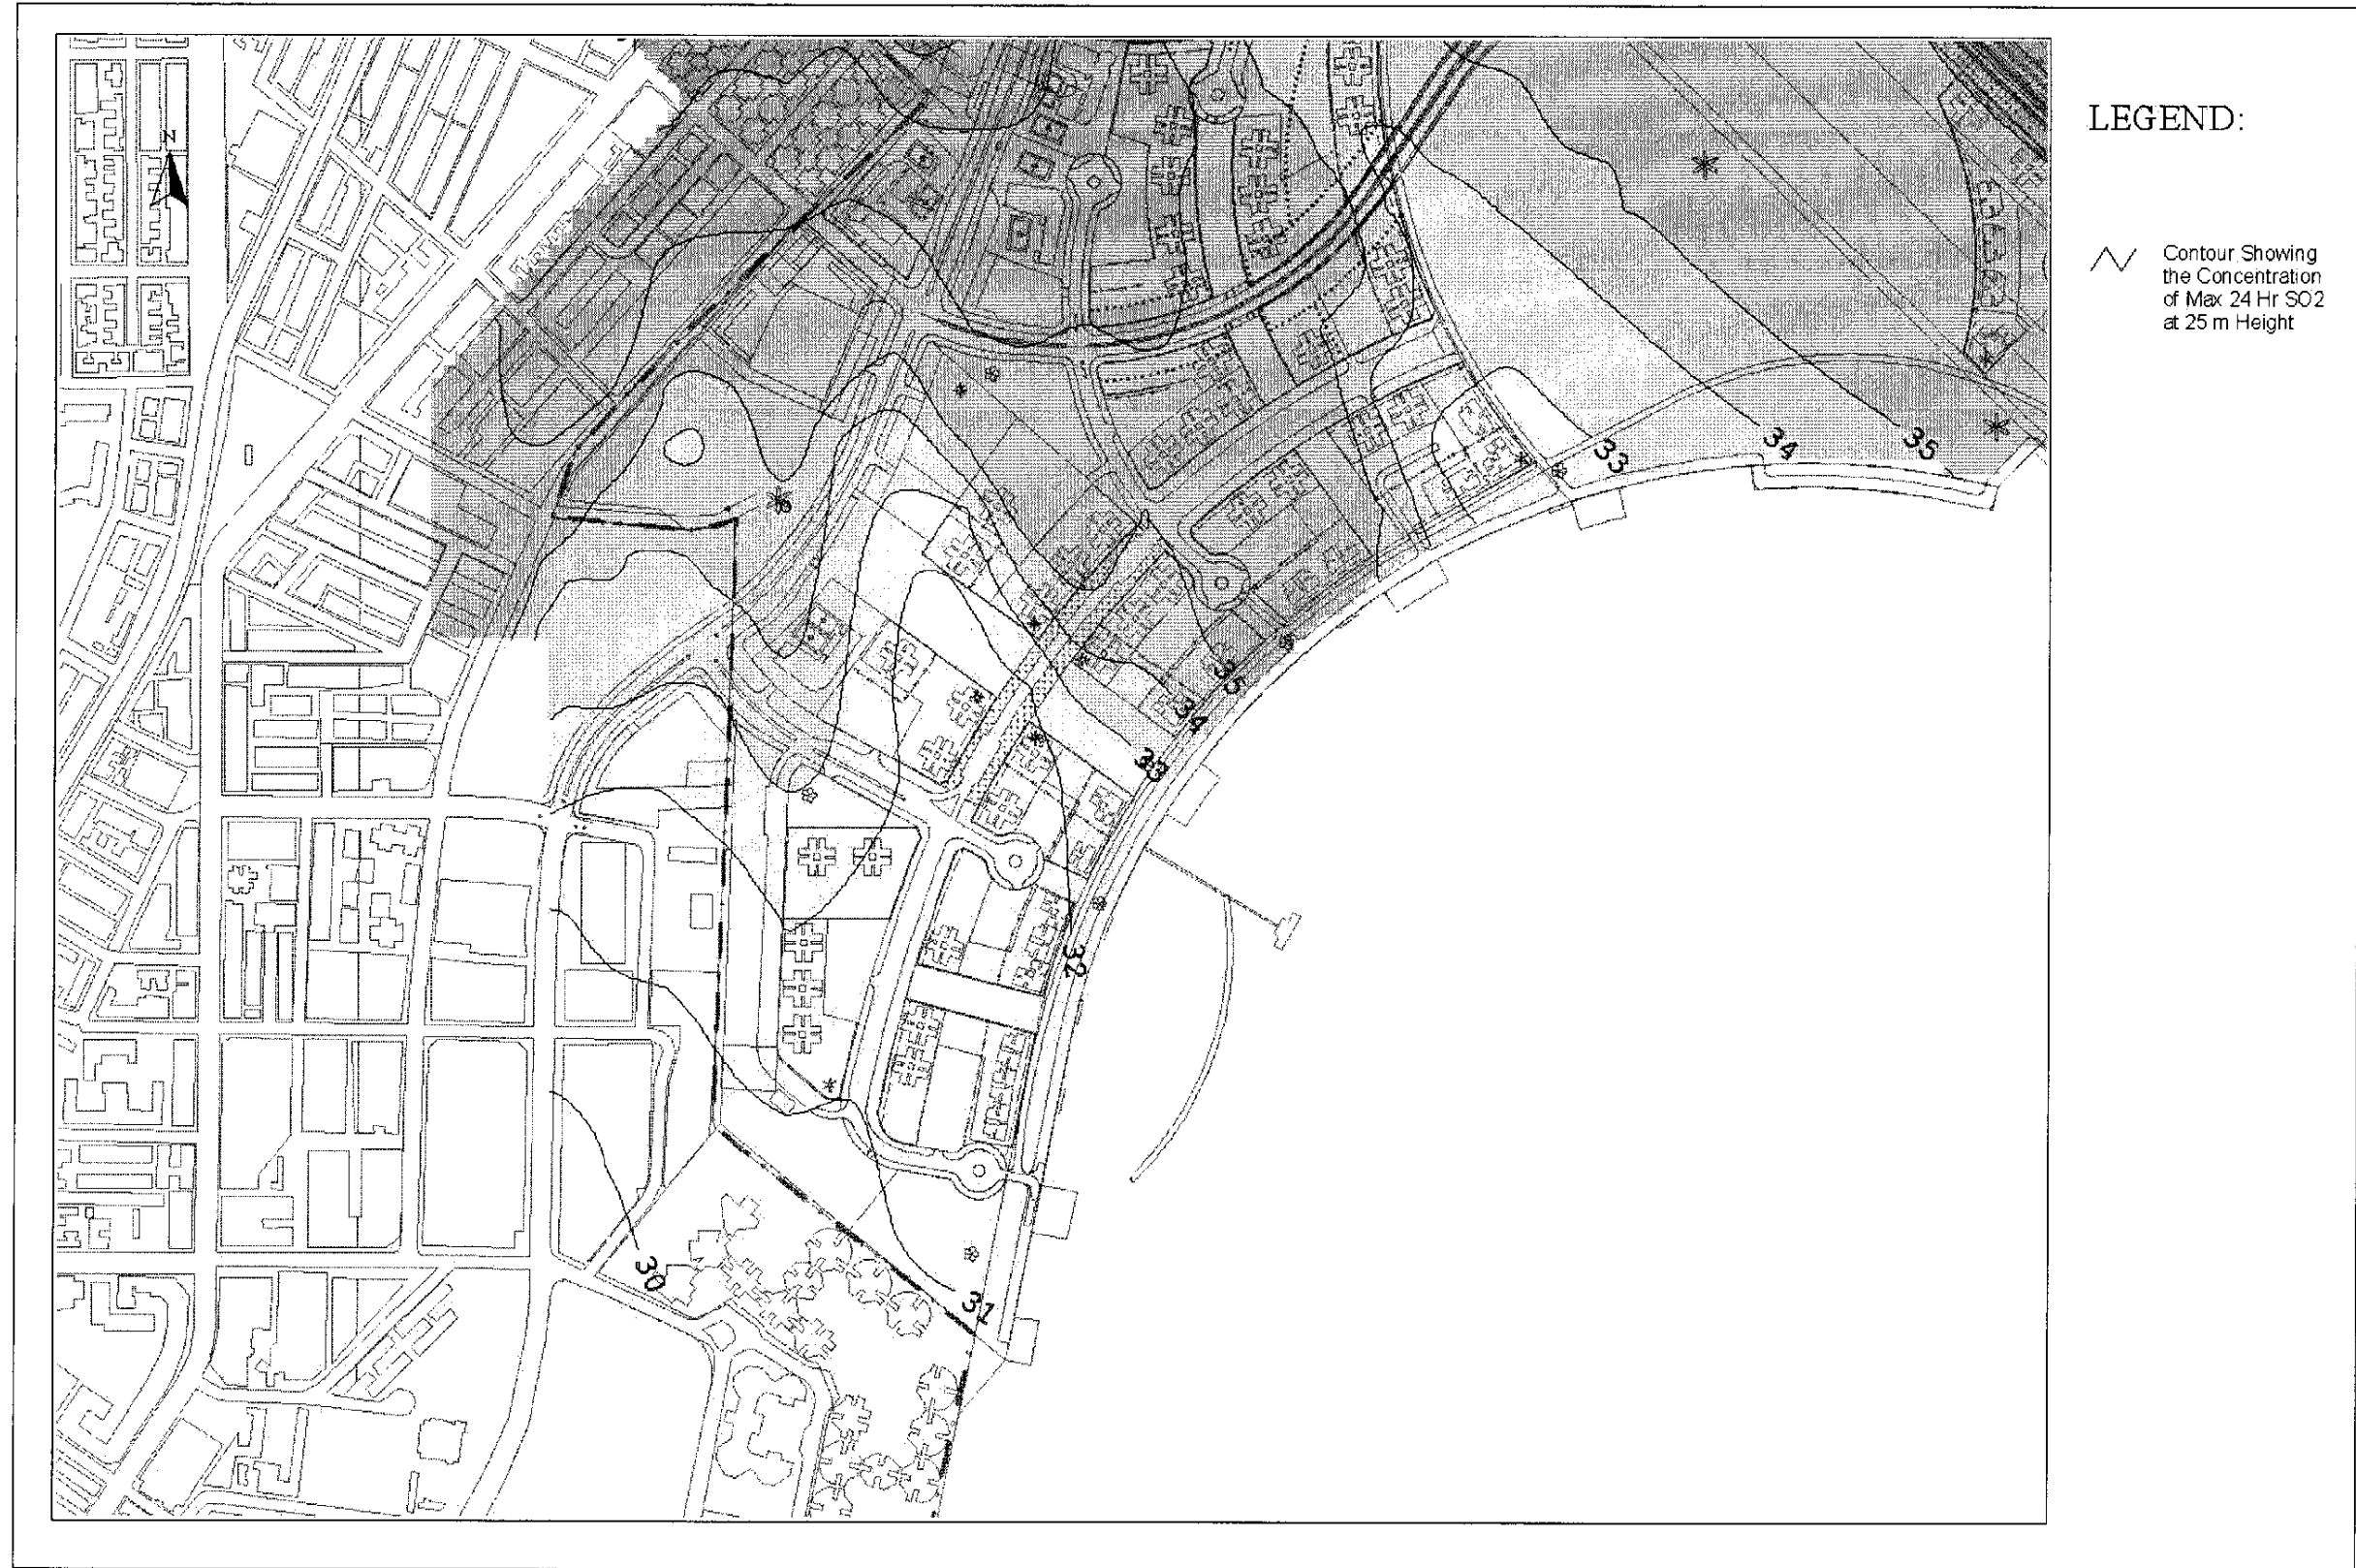 LEGEND:
N
Contour Showing
the Concentration
of Max 24 Hr SO2
at 25 m Height
33
34
35
35
34
33
32
30
31